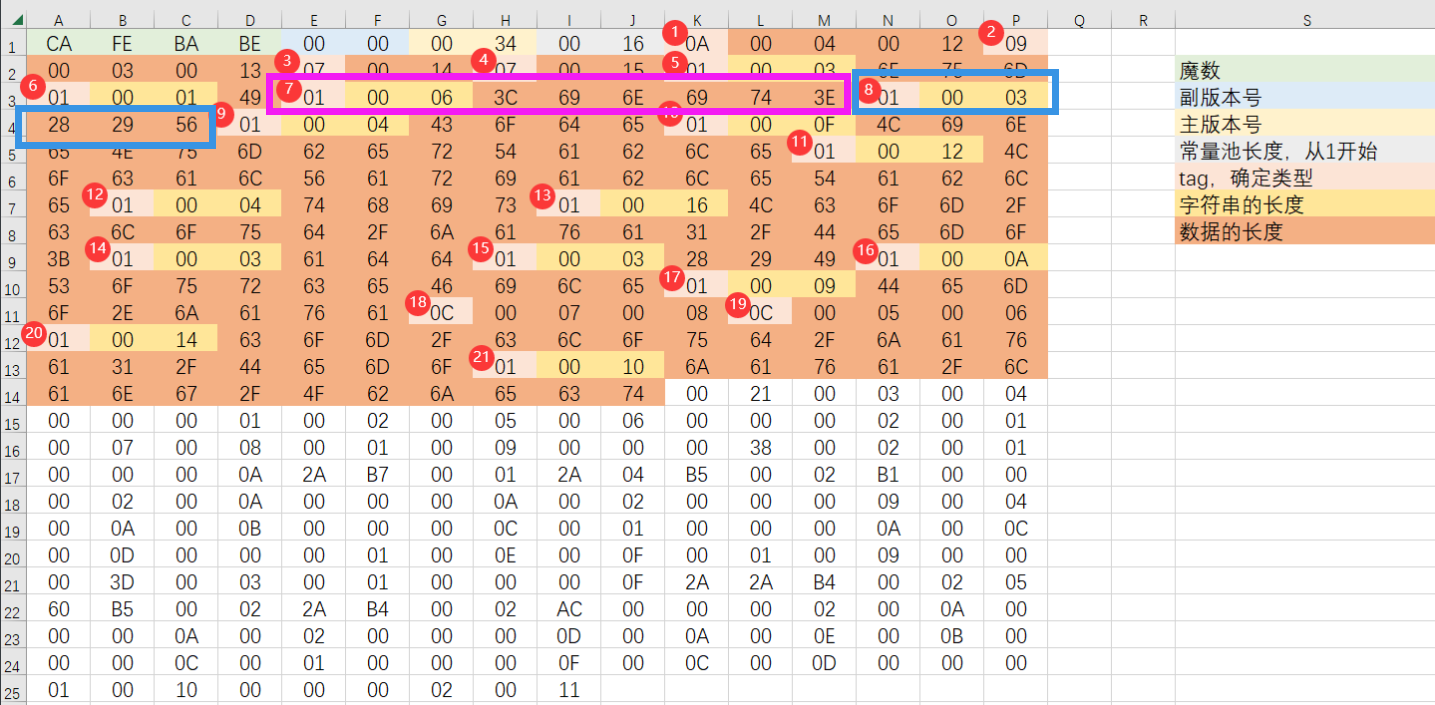 A B C D E F G H I J K L M N O P Q R S
1 CA FE BA BE 00 00 00 34 00 16 1 0A 00 04 00 12 2 09
2 00 03 00 13 3 07 00 14 4 07 00 15 5 01 00 03 6E 75 6D 魔数
3 6 01 00 01 49 7 01 00 06 3C 69 6E 69 74 3E 8 01 00 03 副版本号
4 28 29 56 9 01 00 04 43 6F 64 65 10 01 00 0F 4C 69 6E 主版本号
5 65 4E 75 6D 62 65 72 54 61 62 6C 65 11 01 00 12 4C 常量池长度，从1开始
6 6F 63 61 6C 56 61 72 69 61 62 6C 65 54 61 62 6C tag，确定类型
7 65 12 01 00 04 74 68 69 73 13 01 00 16 4C 63 6F 6D 2F 字符串的长度
8 63 6C 6F 75 64 2F 6A 61 76 61 31 2F 44 65 6D 6F 数据的长度
9 3B 14 01 00 03 61 64 64 15 01 00 03 28 29 49 16 01 00 0A
10 53 6F 75 72 63 65 46 69 6C 65 17 01 00 09 44 65 6D
11 6F 2E 6A 61 76 61 18 0C 00 07 00 08 19 0C 00 05 00 06
12 20 01 00 14 63 6F 6D 2F 63 6C 6F 75 64 2F 6A 61 76
13 61 31 2F 44 65 6D 6F 21 01 00 10 6A 61 76 61 2F 6C
14 61 6E 67 2F 4F 62 6A 65 63 74 00 21 00 03 00 04
15 00 00 00 01 00 02 00 05 00 06 00 00 00 02 00 01
16 00 07 00 08 00 01 00 09 00 00 00 38 00 02 00 01
17 00 00 00 0A 2A B7 00 01 2A 04 B5 00 02 B1 00 00
18 00 02 00 0A 00 00 00 0A 00 02 00 00 00 09 00 04
19 00 0A 00 0B 00 00 00 0C 00 01 00 00 00 0A 00 0C
20 00 0D 00 00 00 01 00 0E 00 0F 00 01 00 09 00 00
21 00 3D 00 03 00 01 00 00 00 0F 2A 2A B4 00 02 05
22 60 B5 00 02 2A B4 00 02 AC 00 00 00 02 00 0A 00
23 00 00 0A 00 02 00 00 00 0D 00 0A 00 0E 00 0B 00
24 00 00 0C 00 01 00 00 00 0F 00 0C 00 0D 00 00 00
25 01 00 10 00 00 00 02 00 11